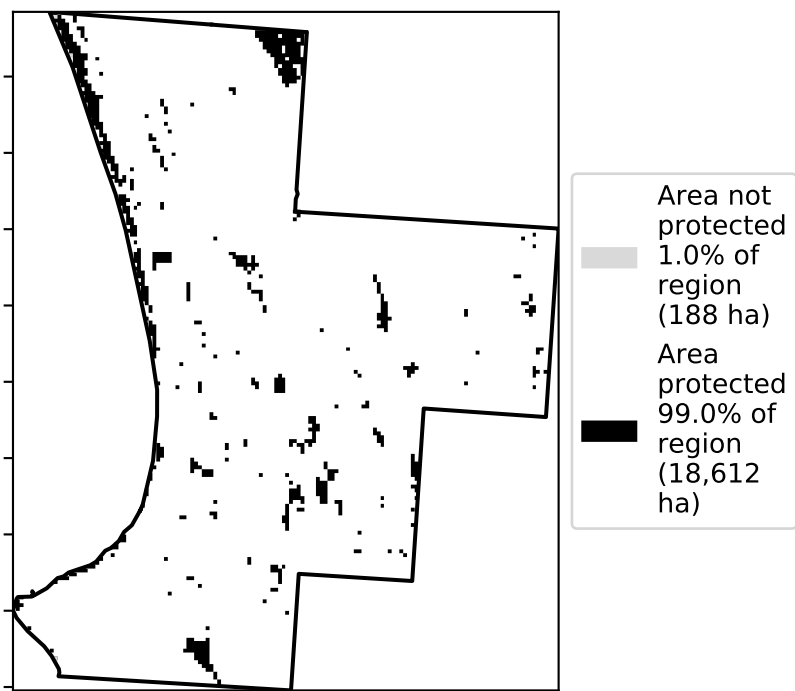 Area not
protected
1.0% of
region
(188 ha)
Area
protected
99.0% of
region
(18,612
ha)